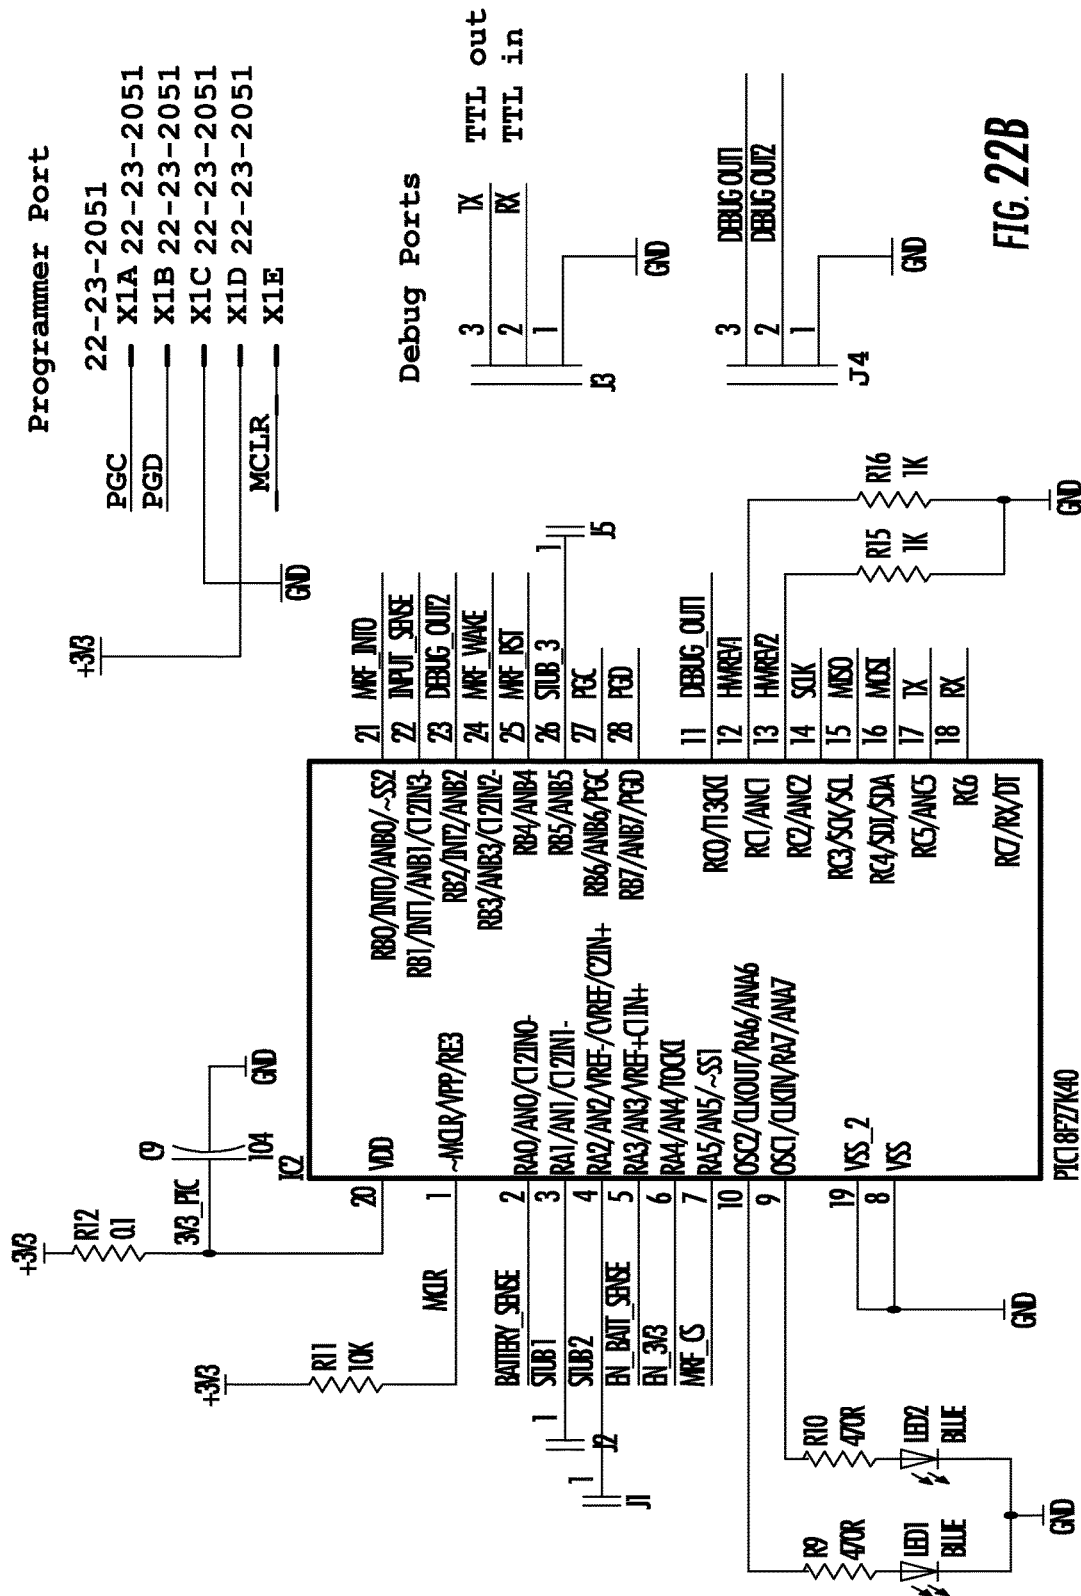 Programmer Port
22-23-2051
PGC
X1A 22-23-2051
PGD
X1B 22-23-2051
X1C 22-23-2051
X1D 22-23-2051
MCLR
X1E
+3V3
GND
Debug Ports
3
TX
TTL out
2
RX
TTL in
1
J3
GND
3
DEBUG OUT1
2
DEBUG OUT2
1
J4
GND
+3V3
R12
0.1
3V3_PIC
C9
104
GND
+3V3
R11
10K
MCLR
IC2
20
VDD
1
~MCLR/VPP/RE3
BATTERY_SENSE
2
RA0/AN0/C12IN0-
STUB1
3
RA1/AN1/C12IN1-
STUB2
4
RA2/AN2/VREF-/CVREF/C2IN+
EN_BATT_SENSE
5
RA3/AN3/VREF+C1IN+
EN_3V3
6
RA4/AN4/TOCKI
MRF_CS
7
RA5/AN5/~SS1
10
OSC2/CLKOUT/RA6/ANA6
9
OSC1/CLKIN/RA7/ANA7
19
VSS_2
8
VSS
GND
1
J2
1
J1
R9
470R
LED1
BLUE
R10
470R
LED2
BLUE
GND
RB0/INT0/ANB0/~SS2
21
MRF_INTO
RB1/INT1/ANB1/C12IN3-
22
INPUT_SENSE
RB2/INT2/ANB2
23
DEBUG_OUT2
RB3/ANB3/C12IN2-
24
MRF_WAKE
RB4/ANB4
25
MRF_RST
RB5/ANB5
26
STUB_3
RB6/ANB6/PGC
27
PGC
RB7/ANB7/PGD
28
PGD
1
J5
RC0/T13CKI
11
DEBUG_OUT1
RC1/ANC1
12
HWREV1
RC2/ANC2
13
HWREV2
RC3/SCK/SCL
14
SCLK
RC4/SDI/SDA
15
MISO
RC5/ANC5
16
MOSI
RC6
17
TX
RC7/RX/DT
18
RX
R15
1K
R16
1K
GND
PIC18F27K40
FIG. 22B